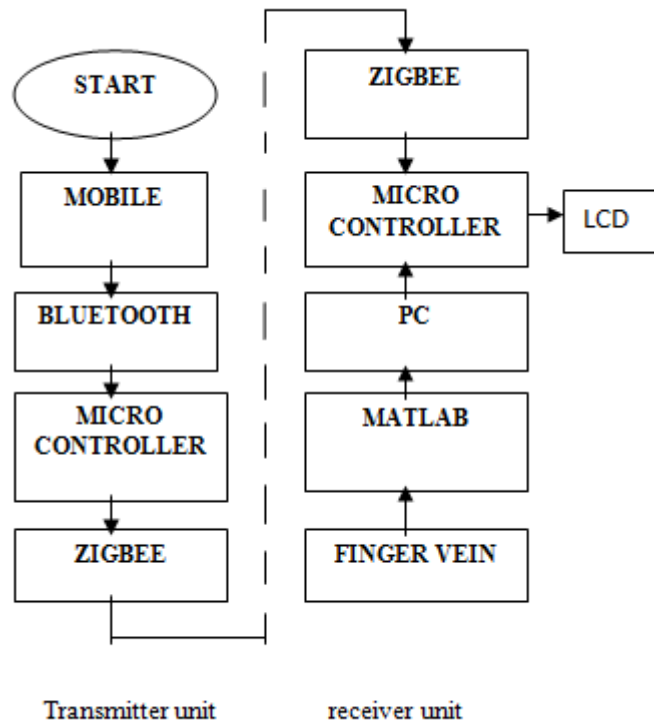 START
MOBILE
BLUETOOTH
MICRO
CONTROLLER
ZIGBEE
ZIGBEE
MICRO
CONTROLLER
LCD
PC
MATLAB
FINGER VEIN
Transmitter unit
receiver unit